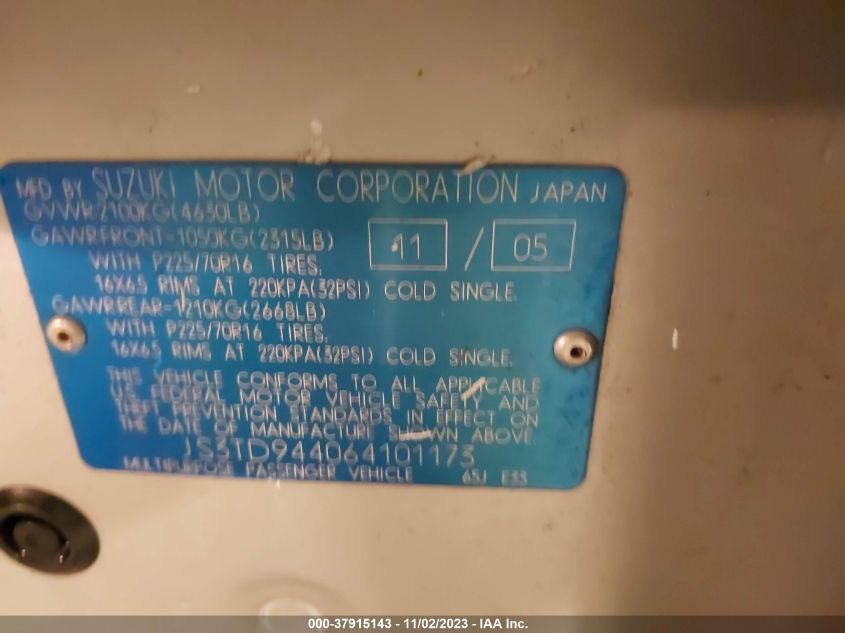 MFD BY SUZUKI MOTOR CORPORATION JAPAN
GVWR 2100KG(4630LB)
GAWRFRONT-1050KG(2315LB) 11 / 05
WITH P225/70R16 TIRES.
16X65 RIMS AT 220KPA(32PSI) COLD SINGLE.
GAWRREAR-1210KG(2668LB)
WITH P225/70R16 TIRES.
16X65 RIMS AT 220KPA(32PSI) COLD SINGLE.
THIS VEHICLE CONFORMS TO ALL APPLICABLE
U.S. FEDERAL MOTOR VEHICLE SAFETY AND
THEFT PREVENTION STANDARDS IN EFFECT ON
THE DATE OF MANUFACTURE SHOWN ABOVE.
JS3TD944064101173
MULTIPURPOSE PASSENGER VEHICLE 65J E33
000-37915143 - 11/02/2023 - IAA Inc.